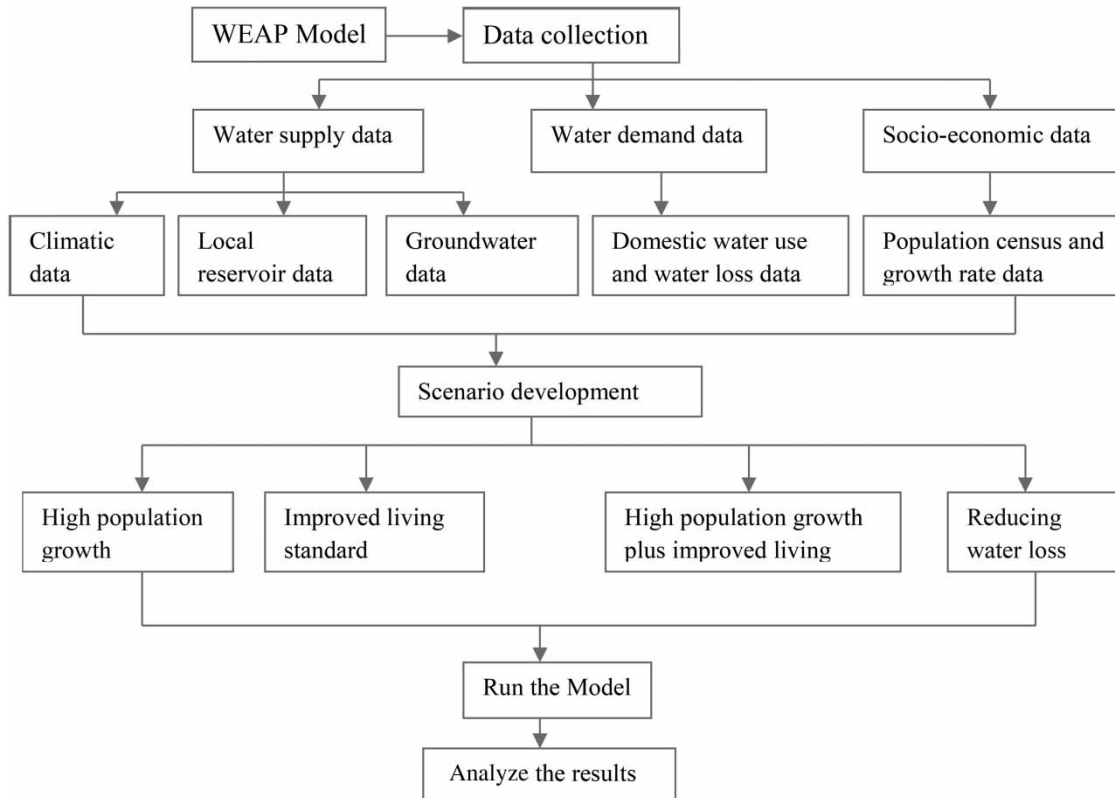 WEAP Model
Data collection
Water supply data
Water demand data
Socio-economic data
Climatic
data
Local
reservoir data
Groundwater
data
Domestic water use
and water loss data
Population census and
growth rate data
Scenario development
High population
growth
Improved living
standard
High population growth
plus improved living
Reducing
water loss
Run the Model
Analyze the results